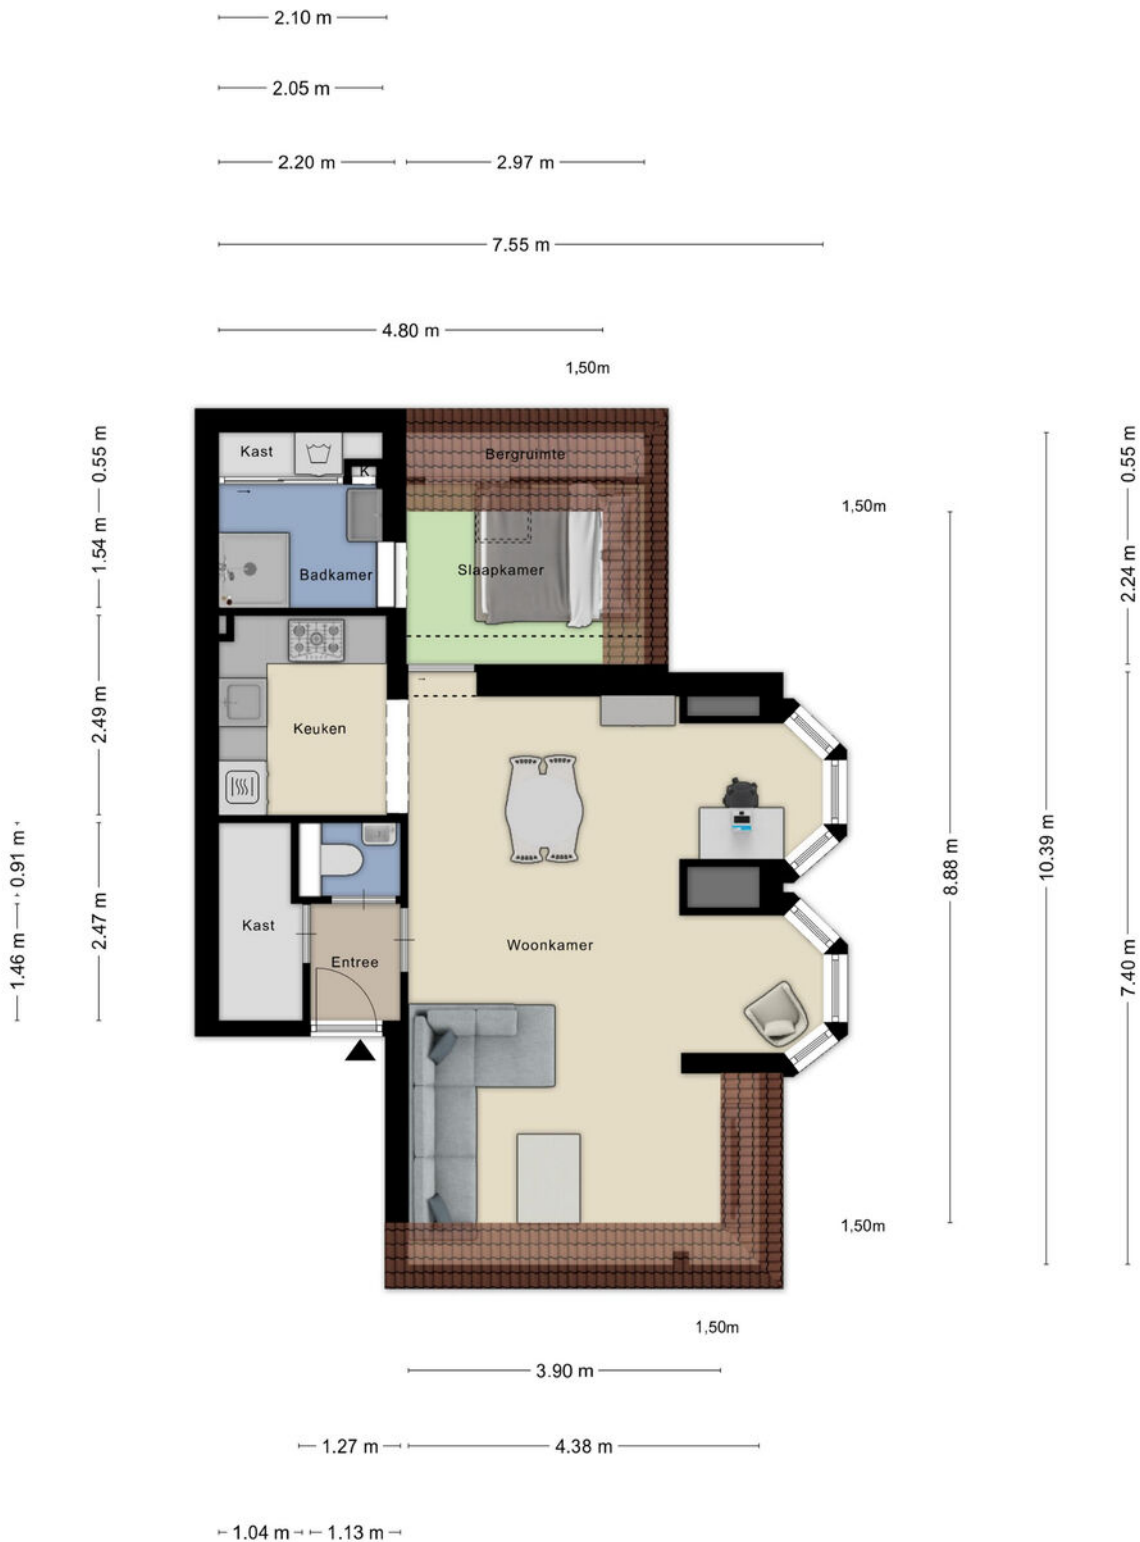 2.10 m
2.05 m
2.20 m
2.97 m
7.55 m
4.80 m
1,50m
0.55 m
1.54 m
2.49 m
2.47 m
0.91 m
1.46 m
Kast
K
Bergruimte
1,50m
Badkamer
Slaapkamer
Keuken
Kast
Entree
Woonkamer
8.88 m
10.39 m
0.55 m
2.24 m
7.40 m
1,50m
1,50m
3.90 m
1.27 m
4.38 m
1.04 m
1.13 m